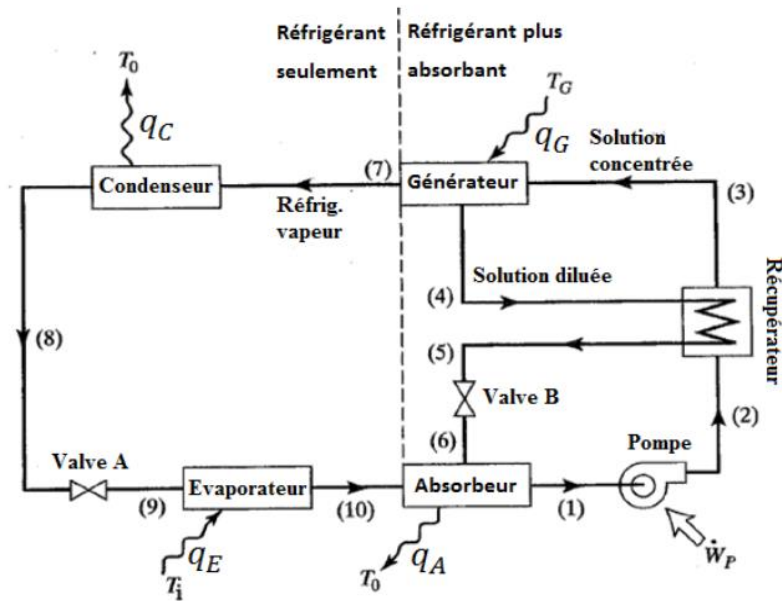 Réfrigérant
seulement
Réfrigérant plus
absorbant
T0
qC
TG
qG
Solution
concentrée
Condenseur
(7)
Générateur
(3)
Réfrig.
vapeur
Solution diluée
(4)
Récupérateur
(8)
(5)
Valve B
(2)
Valve A
(6)
Pompe
Evaporateur
Absorbeur
(9)
(10)
(1)
qE
Ti
qA
T0
ẆP